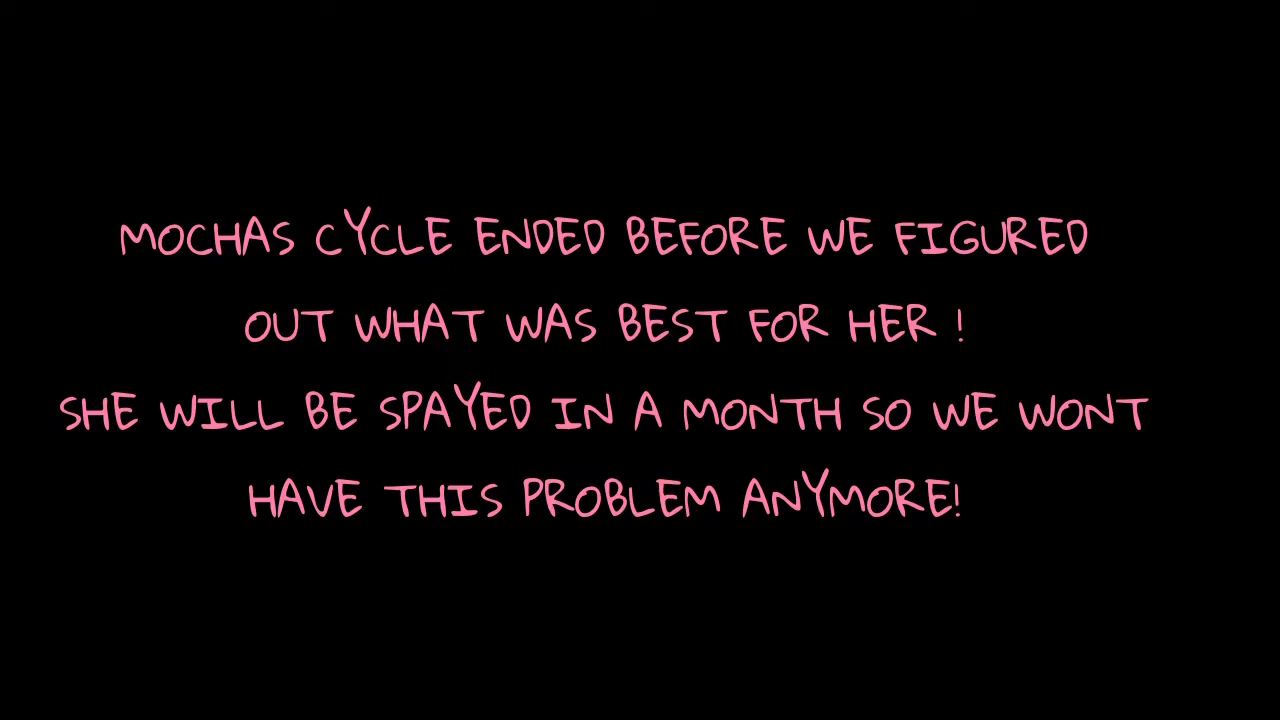 MOCHAS CYCLE ENDED BEFORE WE FIGURED
OUT WHAT WAS BEST FOR HER !
SHE WILL BE SPAYED IN A MONTH SO WE WONT
HAVE THIS PROBLEM ANYMORE!